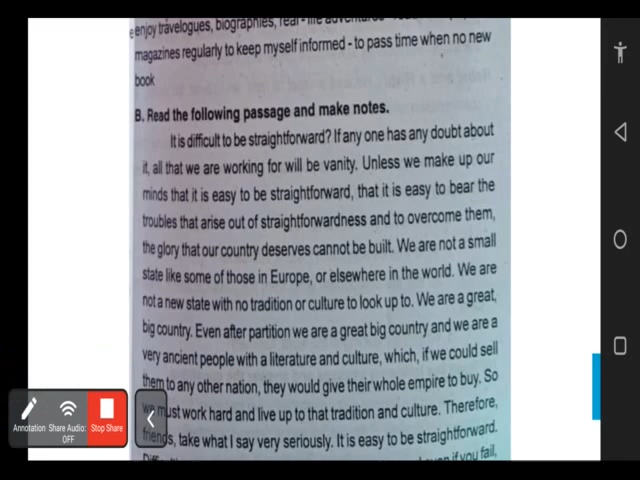 enjoy travelogues, biographies, real - life adventures
magazines regularly to keep myself informed - to pass time when no new
book
B. Read the following passage and make notes.
It is difficult to be straightforward? If any one has any doubt about
it, all that we are working for will be vanity. Unless we make up our
minds that it is easy to be straightforward, that it is easy to bear the
troubles that arise out of straightforwardness and to overcome them,
the glory that our country deserves cannot be built. We are not a small
state like some of those in Europe, or elsewhere in the world. We are
not a new state with no tradition or culture to look up to. We are a great,
big country. Even after partition we are a great big country and we are a
very ancient people with a literature and culture, which, if we could sell
them to any other nation, they would give their whole empire to buy. So
we must work hard and live up to that tradition and culture. Therefore,
friends, take what I say very seriously. It is easy to be straightforward.
even if you fail,
Annotation
Share Audio:
OFF
Stop Share